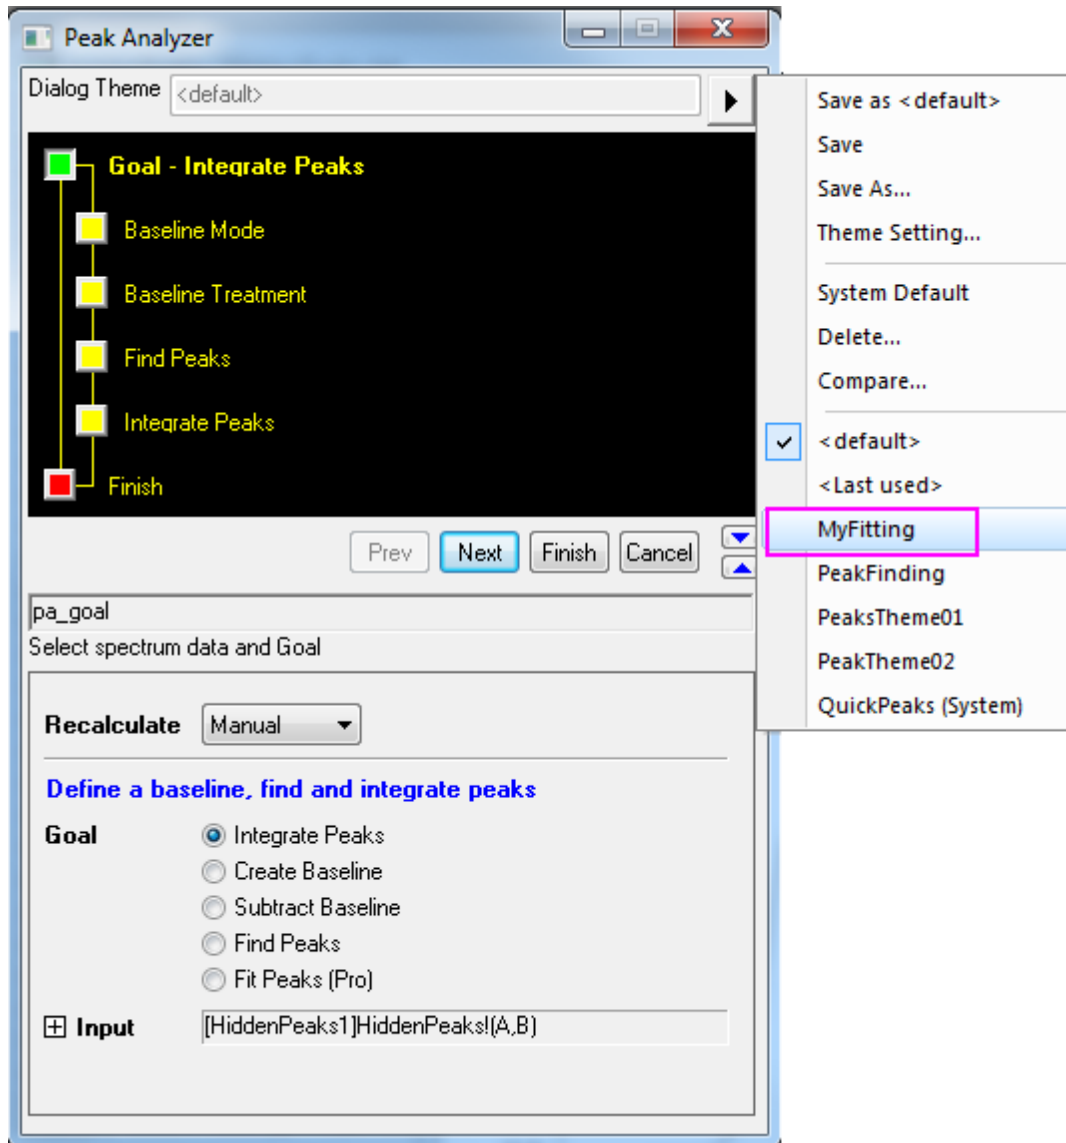 Peak Analyzer
Dialog Theme <default>
Goal - Integrate Peaks
Baseline Mode
Baseline Treatment
Find Peaks
Integrate Peaks
Finish
Prev Next Finish Cancel
pa_goal
Select spectrum data and Goal
Recalculate Manual
Define a baseline, find and integrate peaks
Goal Integrate Peaks
Create Baseline
Subtract Baseline
Find Peaks
Fit Peaks (Pro)
Input [HiddenPeaks1]HiddenPeaks!(A,B)
Save as <default>
Save
Save As...
Theme Setting...
System Default
Delete...
Compare...
<default>
<Last used>
MyFitting
PeakFinding
PeaksTheme01
PeakTheme02
QuickPeaks (System)